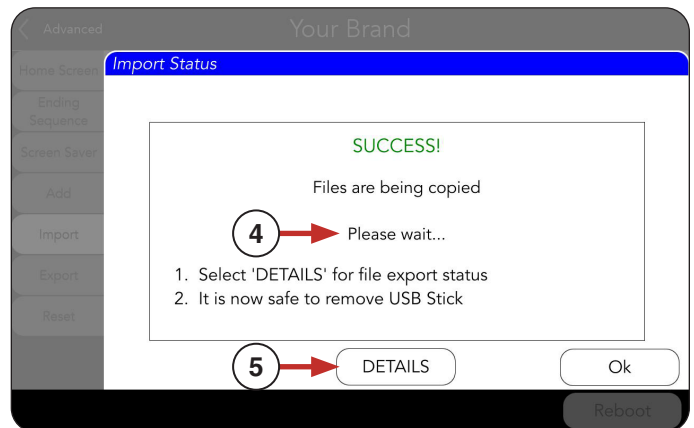 Advanced
Your Brand
Home Screen
Import Status
Ending
Sequence
Screen Saver
Add
Import
Export
Reset
SUCCESS!
Files are being copied
4
Please wait...
1. Select 'DETAILS' for file export status
2. It is now safe to remove USB Stick
5
DETAILS
Ok
Reboot